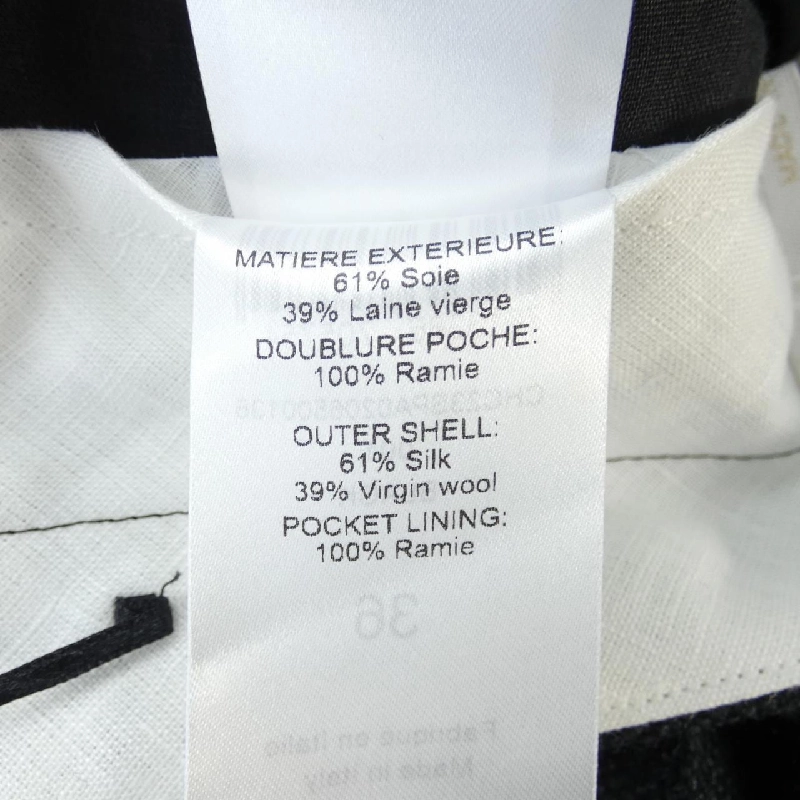 MATIERE EXTERIEURE:
61% Soie
39% Laine vierge
DOUBLURE POCHE:
100% Ramie
OUTER SHELL:
61% Silk
39% Virgin wool
POCKET LINING:
100% Ramie
36
Fabriqué en Italie
Made in Italy